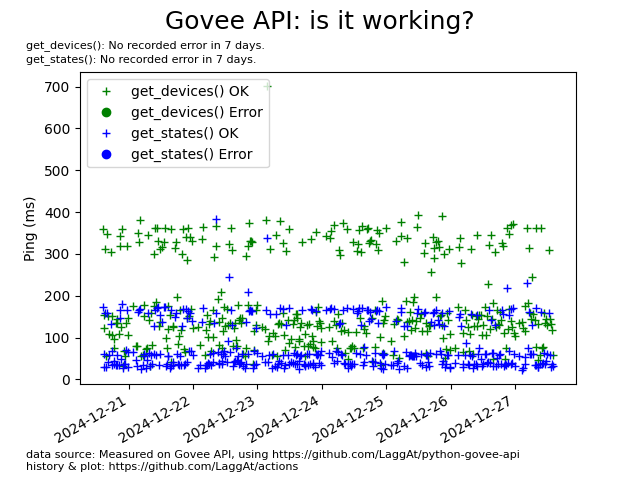 Govee API: is it working?
get_devices(): No recorded error in 7 days.
get_states(): No recorded error in 7 days.
get_devices() OK
get_devices() Error
get_states() OK
get_states() Error
Ping (ms)
700
600
500
400
300
200
100
0
2024-12-21
2024-12-22
2024-12-23
2024-12-24
2024-12-25
2024-12-26
2024-12-27
data source: Measured on Govee API, using https://github.com/LaggAt/python-govee-api
history & plot: https://github.com/LaggAt/actions